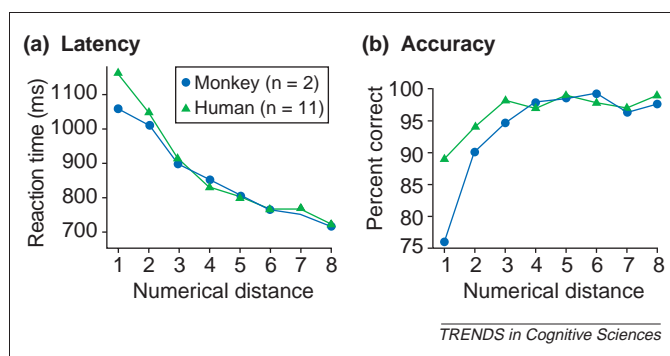 (a) Latency
Reaction time (ms)
1100
1000
900
800
700
Monkey (n = 2)
Human (n = 11)
1 2 3 4 5 6 7 8
Numerical distance
(b) Accuracy
Percent correct
100
95
90
85
80
75
1 2 3 4 5 6 7 8
Numerical distance
TRENDS in Cognitive Sciences